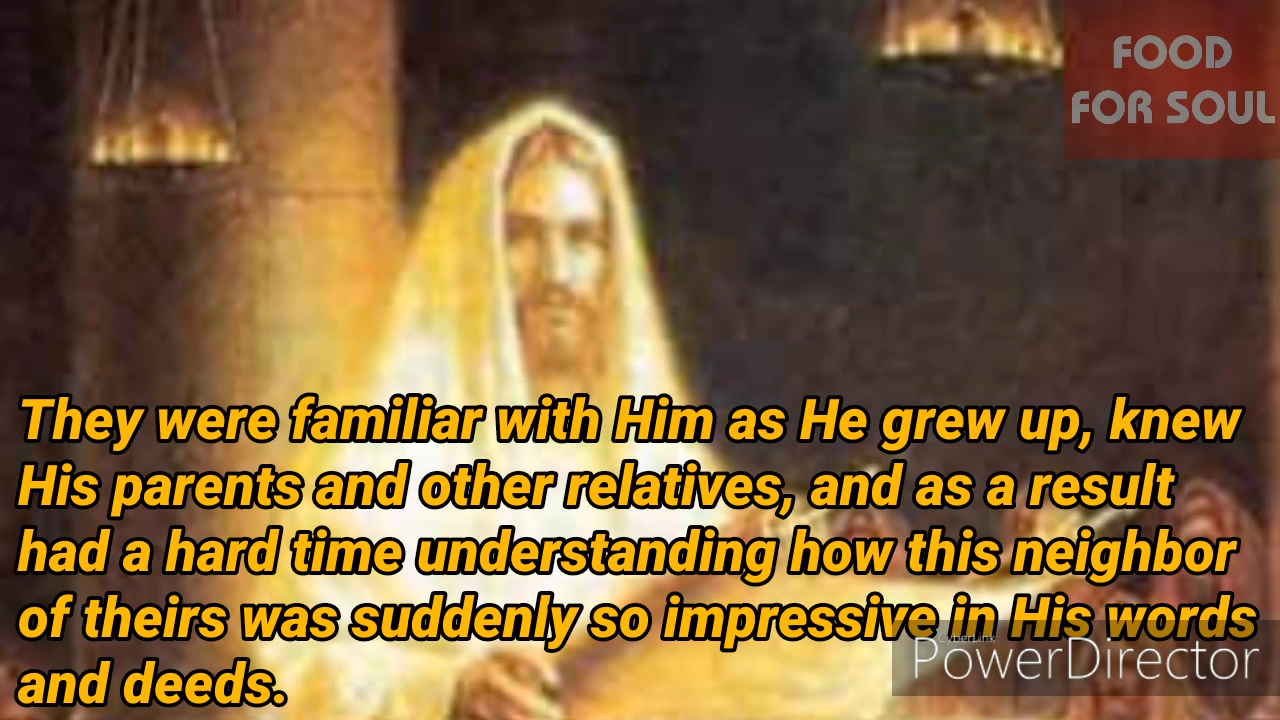 FOOD
FOR SOUL
They were familiar with Him as He grew up, knew
His parents and other relatives, and as a result
had a hard time understanding how this neighbor
of theirs was suddenly so impressive in His words
and deeds.
CyberLink
PowerDirector